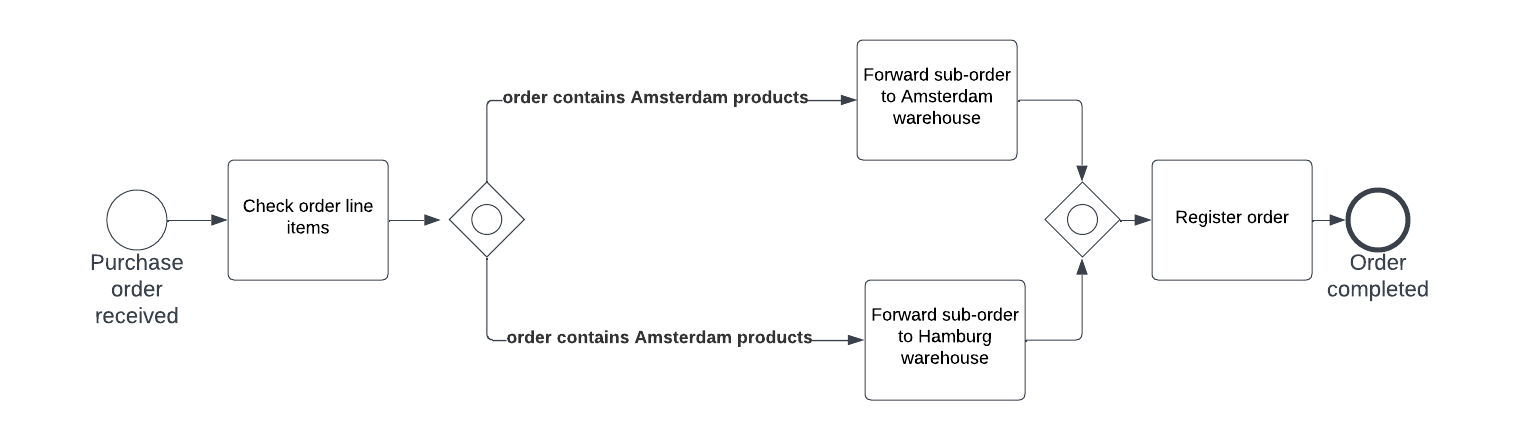 Purchase
order
received
Check order line
items
order contains Amsterdam products
Forward sub-order
to Amsterdam
warehouse
order contains Amsterdam products
Forward sub-order
to Hamburg
warehouse
Register order
Order
completed